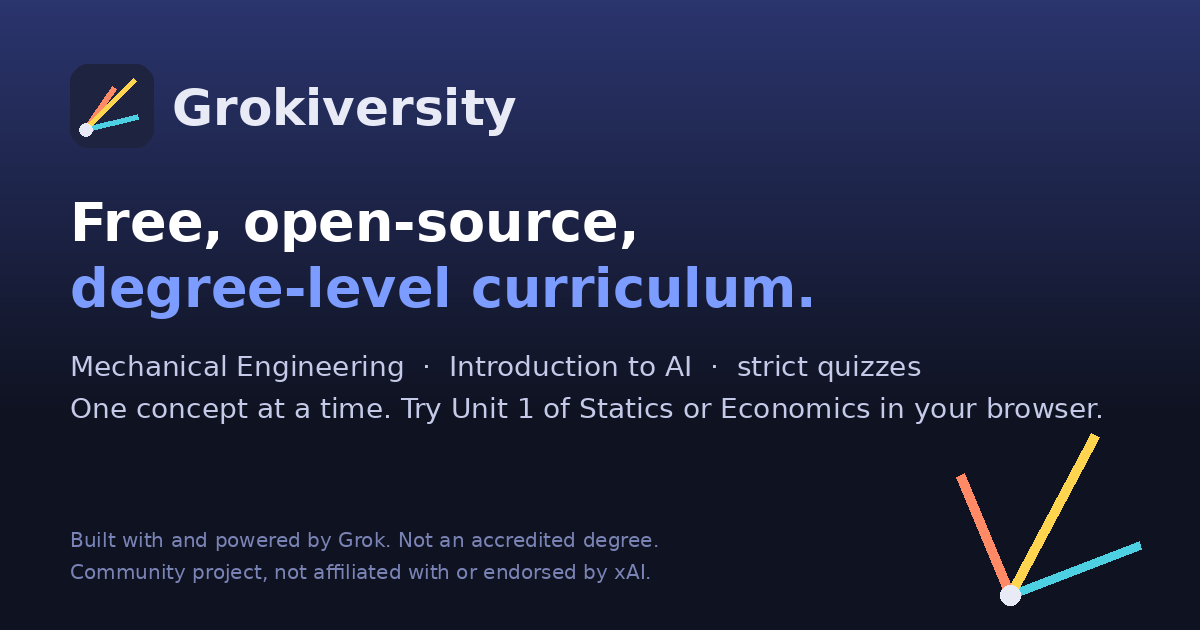 Grokiversity
Free, open-source,
degree-level curriculum.
Mechanical Engineering · Introduction to AI · strict quizzes
One concept at a time. Try Unit 1 of Statics or Economics in your browser.
Built with and powered by Grok. Not an accredited degree.
Community project, not affiliated with or endorsed by xAI.